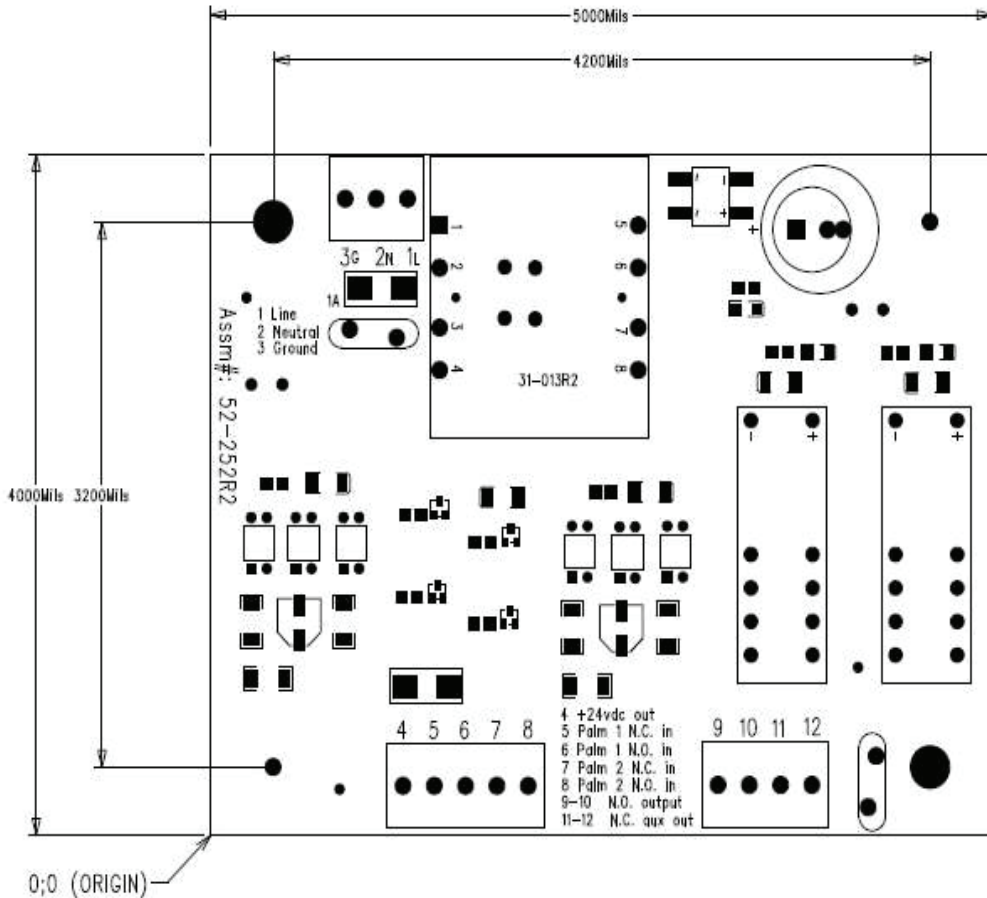 5000Mils
4200Mils
4000Mils 3200Mils
3G 2N 1L
1A
1 Line
2 Neutral
3 Ground
Assm#: 52-252R2
1
2
3
4
5
6
7
8
31-013R2
- +
- +
+
- +
- +
4 5 6 7 8
4 +24vdc out
5 Palm 1 N.C. in
6 Palm 1 N.O. in
7 Palm 2 N.C. in
8 Palm 2 N.O. in
9-10 N.O. output
11-12 N.C. aux out
9 10 11 12
0;0 (ORIGIN)